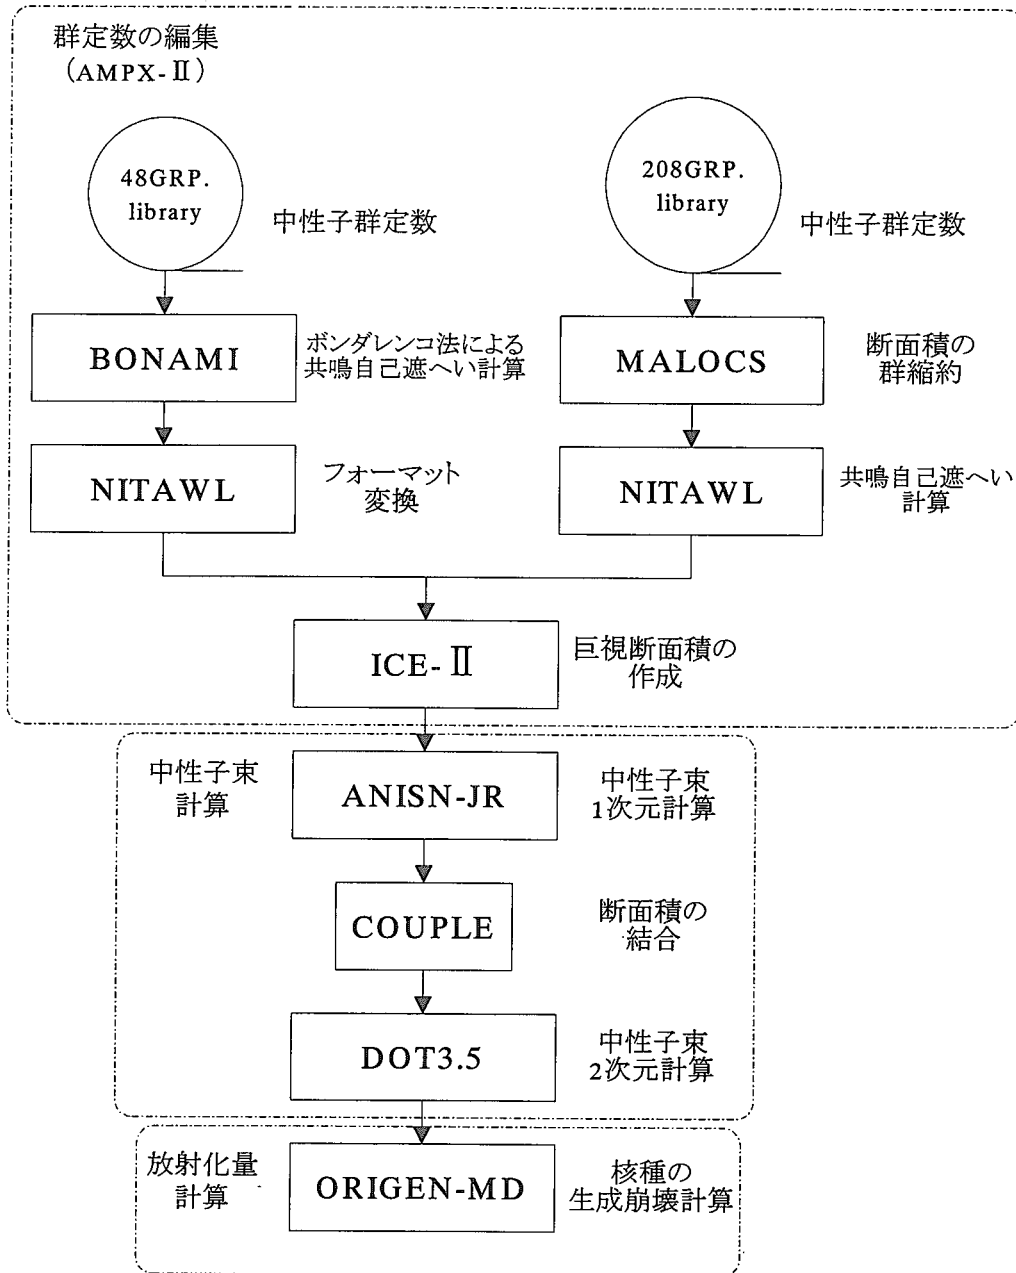 群定数の編集
(AMPX-Ⅱ)
48GRP.
library
中性子群定数
208GRP.
library
中性子群定数
BONAMI
ボンダレンコ法による
共鳴自己遮へい計算
MALOCS
断面積の
群縮約
NITAWL
フォーマット
変換
NITAWL
共鳴自己遮へい
計算
ICE-Ⅱ
巨視断面積の
作成
中性子束
計算
ANISN-JR
中性子束
1次元計算
COUPLE
断面積の
結合
DOT3.5
中性子束
2次元計算
放射化量
計算
ORIGEN-MD
核種の
生成崩壊計算